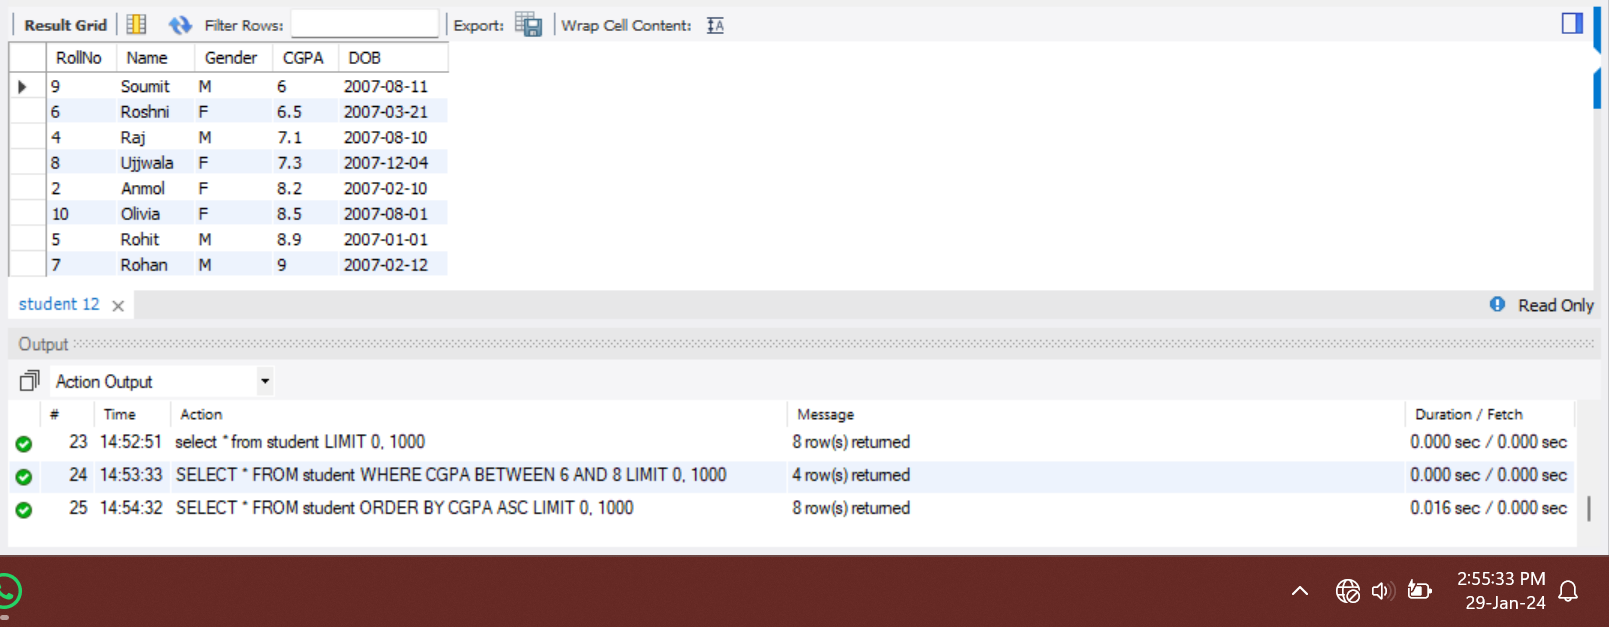 Result Grid Filter Rows: Export: Wrap Cell Content: IA
RollNo Name Gender CGPA DOB
9 Soumit M 6 2007-08-11
6 Roshni F 6.5 2007-03-21
4 Raj M 7.1 2007-08-10
8 Ujjwala F 7.3 2007-12-04
2 Anmol F 8.2 2007-02-10
10 Olivia F 8.5 2007-08-01
5 Rohit M 8.9 2007-01-01
7 Rohan M 9 2007-02-12
student 12 Read Only
Output
Action Output
# Time Action Message Duration / Fetch
23 14:52:51 select * from student LIMIT 0, 1000 8 row(s) returned 0.000 sec / 0.000 sec
24 14:53:33 SELECT * FROM student WHERE CGPA BETWEEN 6 AND 8 LIMIT 0, 1000 4 row(s) returned 0.000 sec / 0.000 sec
25 14:54:32 SELECT * FROM student ORDER BY CGPA ASC LIMIT 0, 1000 8 row(s) returned 0.016 sec / 0.000 sec
2:55:33 PM
29-Jan-24